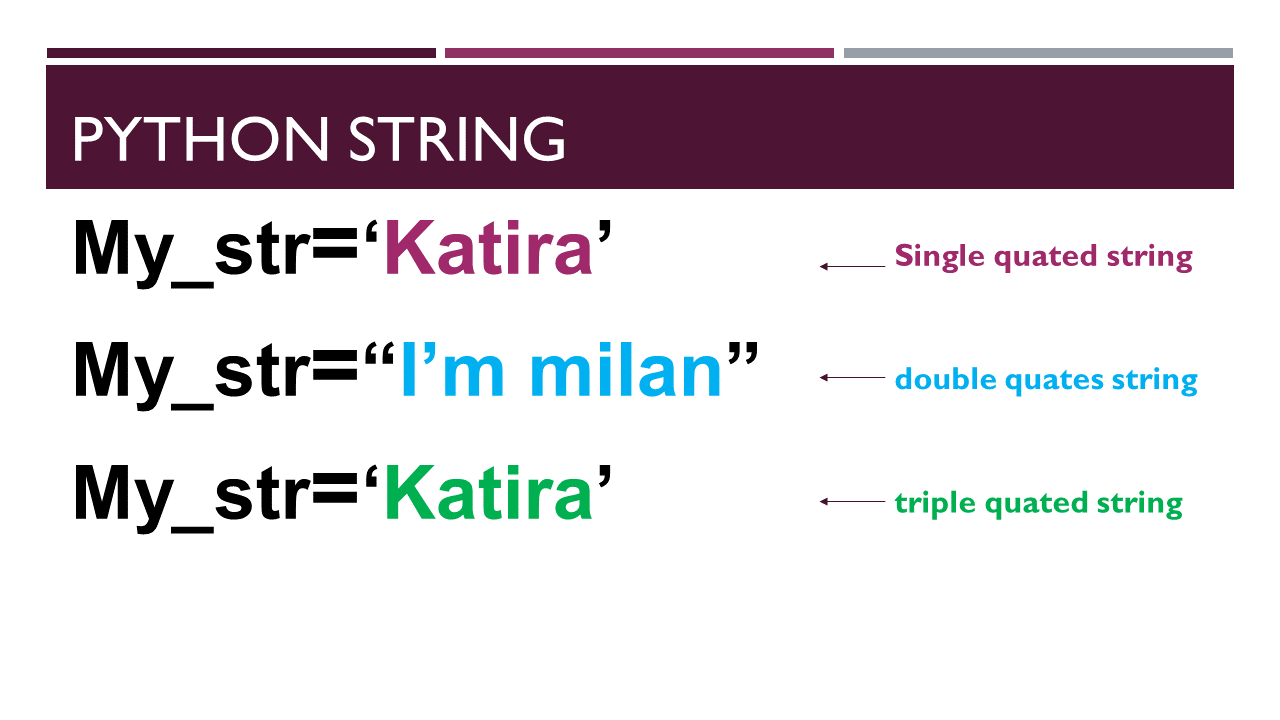 PYTHON STRING
My_str=‘Katira’
Single quated string
My_str=“I’m milan”
double quates string
My_str=‘Katira’
triple quated string